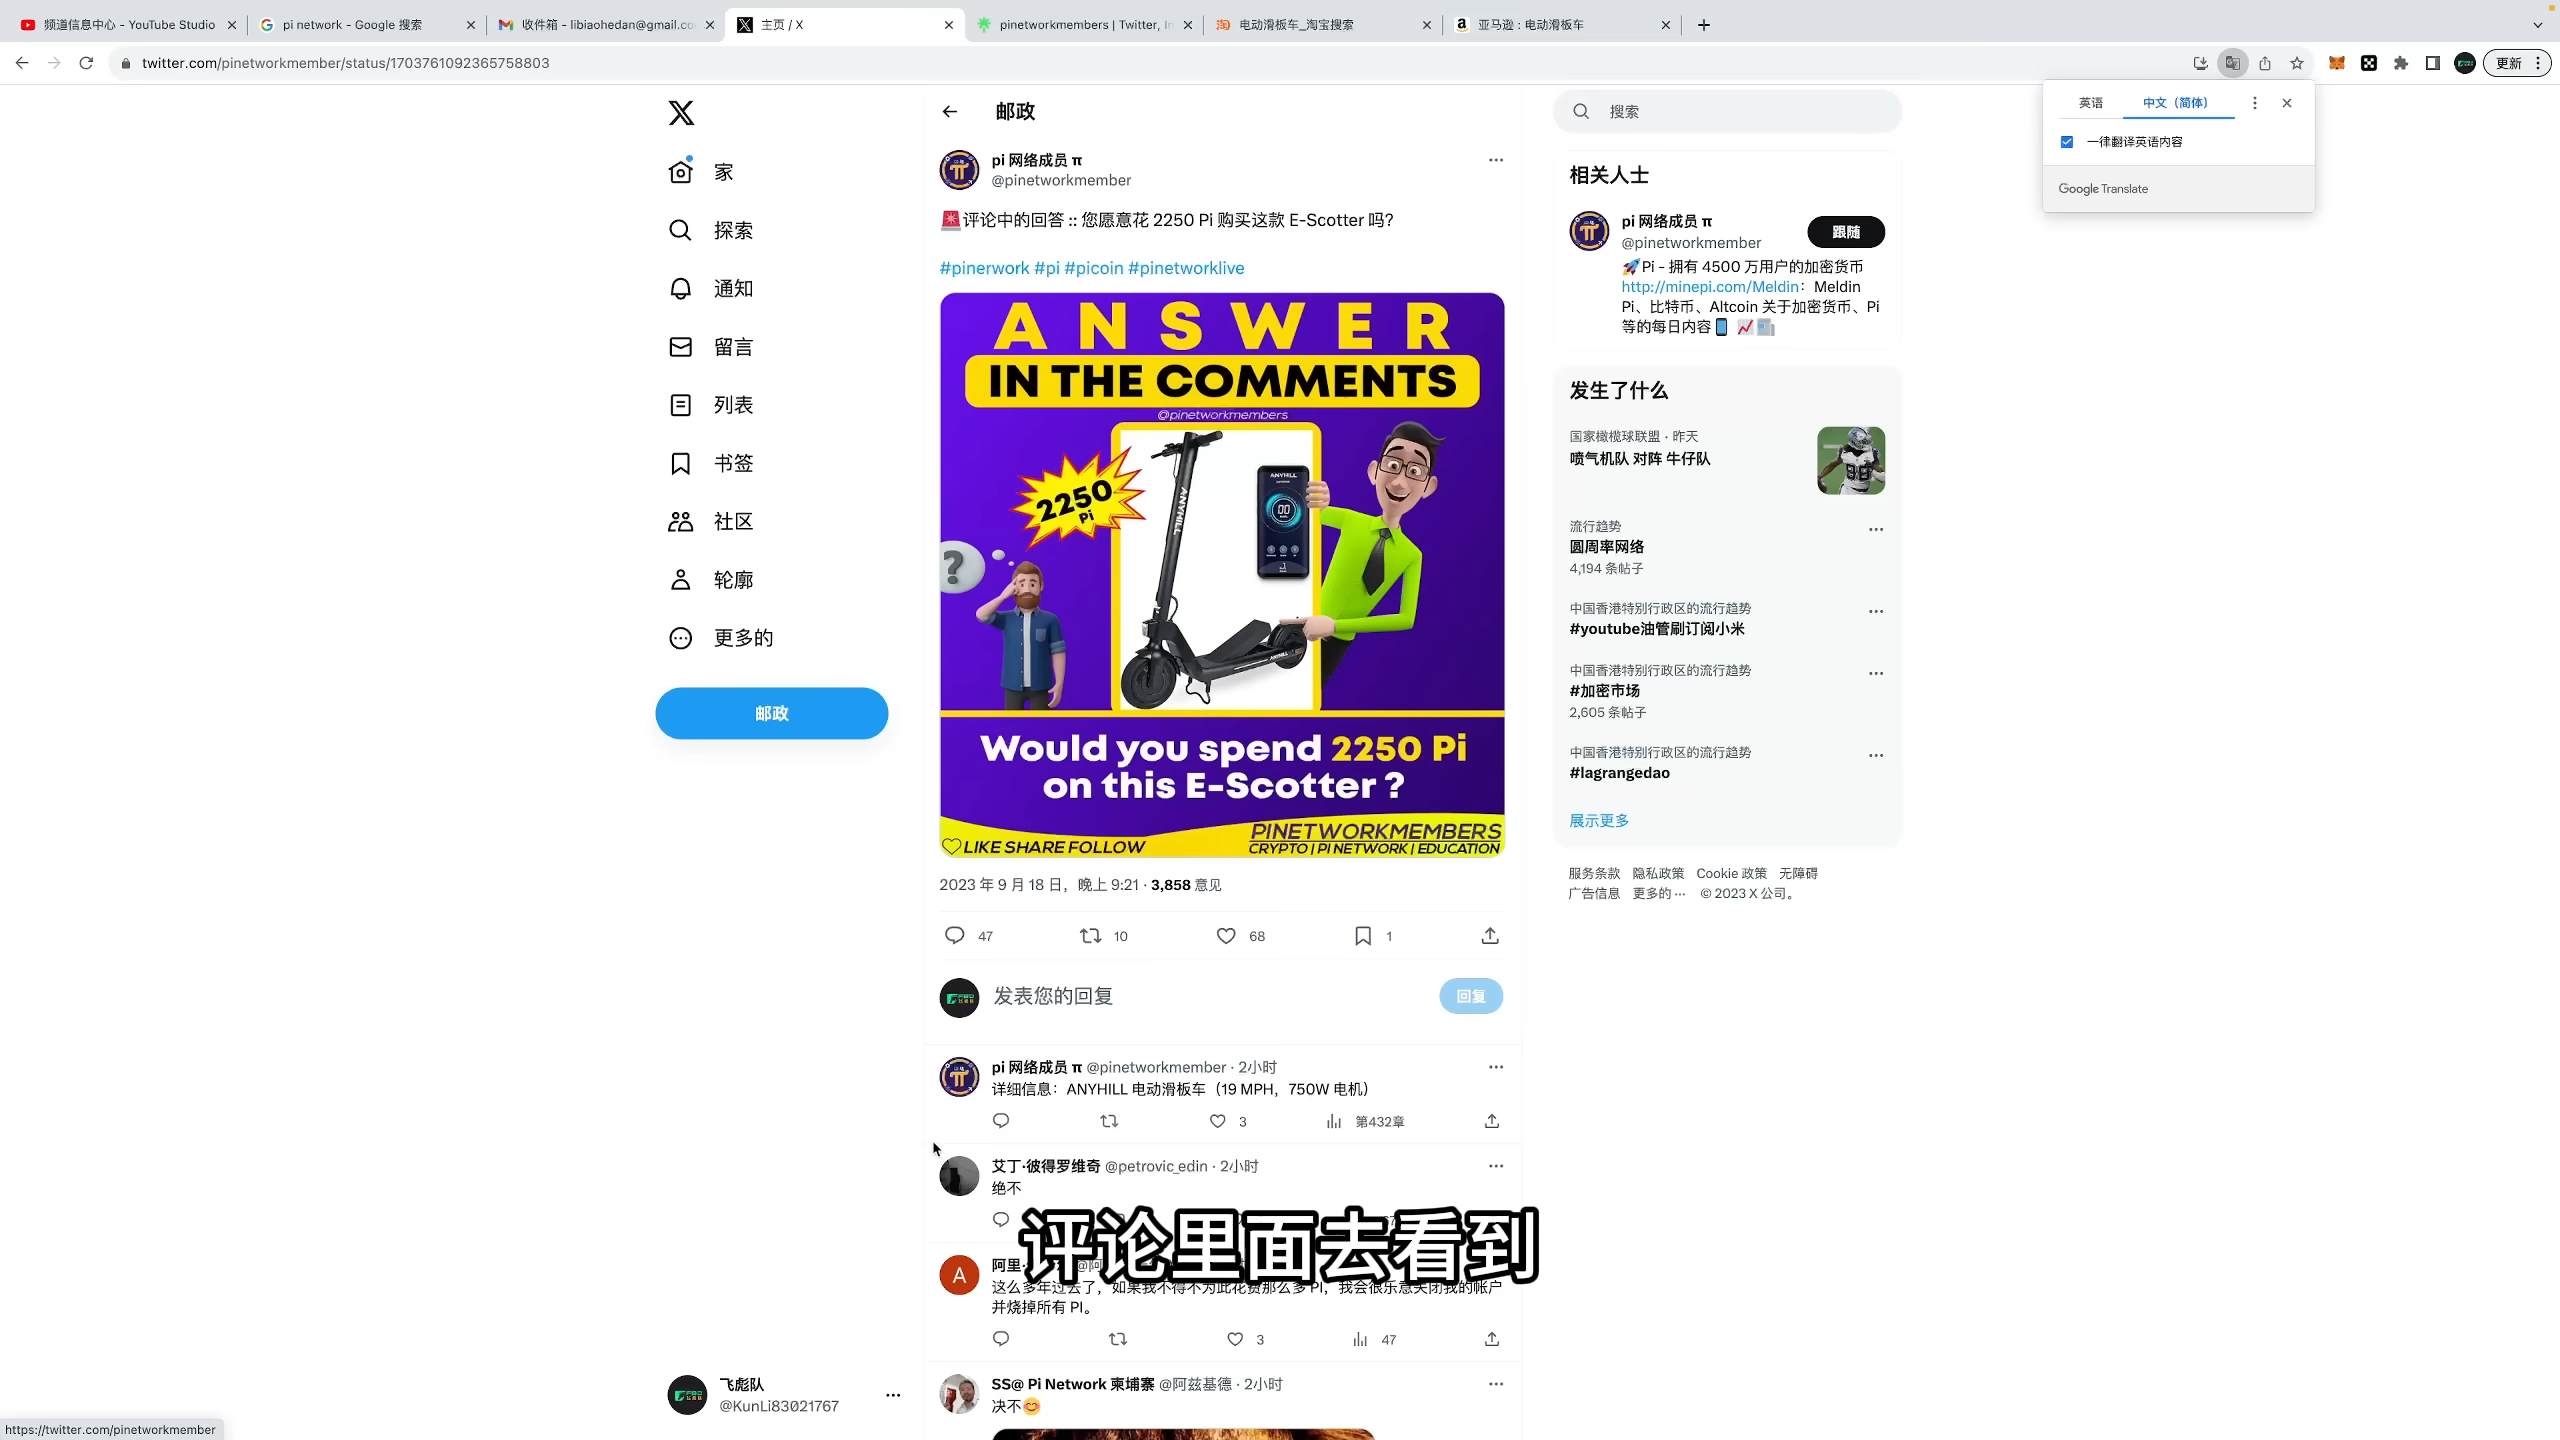 频道信息中心 - YouTube Studio
pi network - Google 搜索
收件箱 - libiaohedan@gmail.co
主页 / X
pinetworkmembers | Twitter, In
电动滑板车_淘宝搜索
亚马逊 : 电动滑板车
twitter.com/pinetworkmember/status/1703761092365758803
更新
英语
中文（简体）
一律翻译英语内容
Google Translate
家
探索
通知
留言
列表
书签
社区
轮廓
更多的
邮政
飞彪队
@KunLi83021767
https://twitter.com/pinetworkmember
邮政
pi 网络成员 π
@pinetworkmember
🚨评论中的回答 :: 您愿意花 2250 Pi 购买这款 E-Scotter 吗?
#pinerwork #pi #picoin #pinetworklive
ANSWER
IN THE COMMENTS
@pinetworkmembers
2250
Pi
ANYHILL
ANYHILL
00
ANYHILL
?
Would you spend 2250 Pi
on this E-Scotter ?
LIKE SHARE FOLLOW
PINETWORKMEMBERS
CRYPTO | PI NETWORK | EDUCATION
2023 年 9 月 18 日，晚上 9:21 · 3,858 意见
47
10
68
1
发表您的回复
回复
pi 网络成员 π @pinetworkmember · 2小时
详细信息：ANYHILL 电动滑板车（19 MPH，750W 电机）
3
第432章
艾丁·彼得罗维奇 @petrovic_edin · 2小时
绝不
评论里面去看到
A
阿里·
这么多年过去了，如果我不得不为此花费那么多 PI，我会很乐意关闭我的帐户
并烧掉所有 PI。
3
47
SS@ Pi Network 柬埔寨 @阿兹基德 · 2小时
决不😊
搜索
相关人士
pi 网络成员 π
@pinetworkmember
跟随
🚀Pi - 拥有 4500 万用户的加密货币
http://minepi.com/Meldin：Meldin
Pi、比特币、Altcoin 关于加密货币、Pi
等的每日内容📱 📈📰
发生了什么
国家橄榄球联盟 · 昨天
喷气机队 对阵 牛仔队
流行趋势
圆周率网络
4,194 条帖子
中国香港特别行政区的流行趋势
#youtube油管刷订阅小米
中国香港特别行政区的流行趋势
#加密市场
2,605 条帖子
中国香港特别行政区的流行趋势
#lagrangedao
展示更多
服务条款 隐私政策 Cookie 政策 无障碍
广告信息 更多的 ··· © 2023 X 公司。